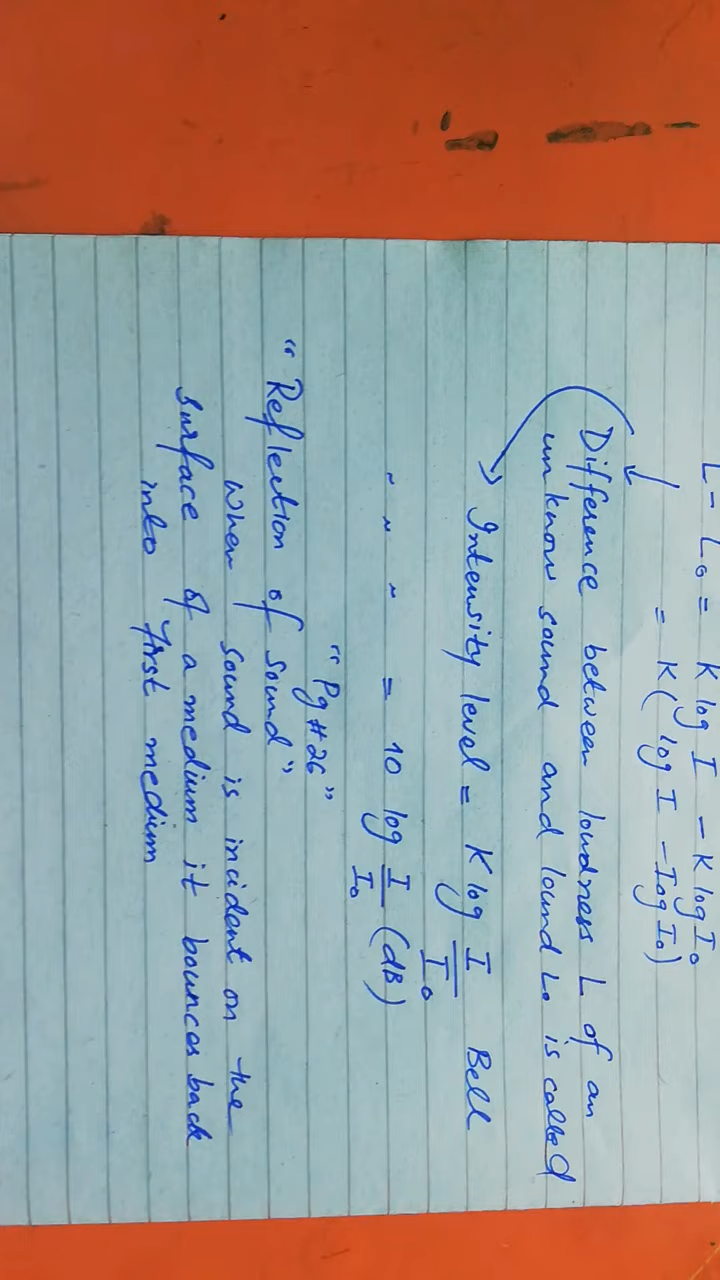 L - L₀ = K log I - K log I₀
= K ( log I - log I₀ )
Difference between loudness L of an
unknow sound and lound L₀ is called
→ Intensity level = K log I/I₀ Bell
" " " = 10 log I/I₀ (dB)
"Pg # 26"
"Reflection of sound"
When sound is incident on the
surface of a medium it bounces back
into first medium